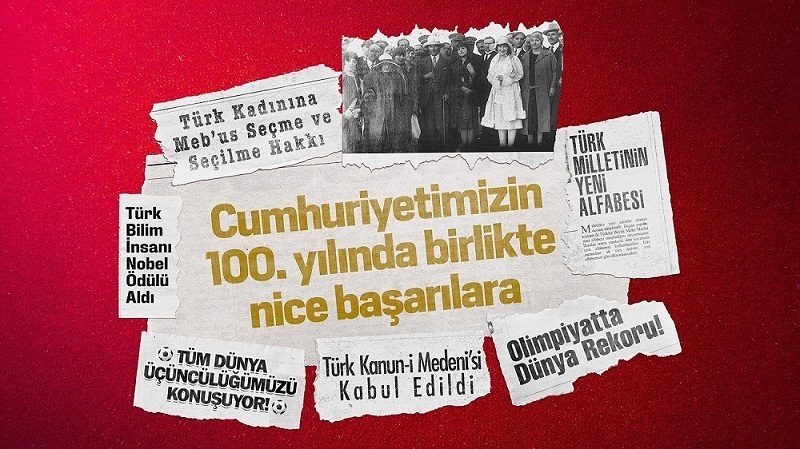 Türk Kadınına
Meb'us Seçme ve
Seçilme Hakkı
TÜRK
MİLLETİNİN
YENİ
ALFABESİ
Türk
Bilim
İnsanı
Nobel
Ödülü
Aldı
Cumhuriyetimizin
100. yılında birlikte
nice başarılara
TÜM DÜNYA
ÜÇÜNCÜLÜĞÜMÜZÜ
KONUŞUYOR!
Türk Kanun-i Medeni'si
Kabul Edildi
Olimpiyatta
Dünya Rekoru!